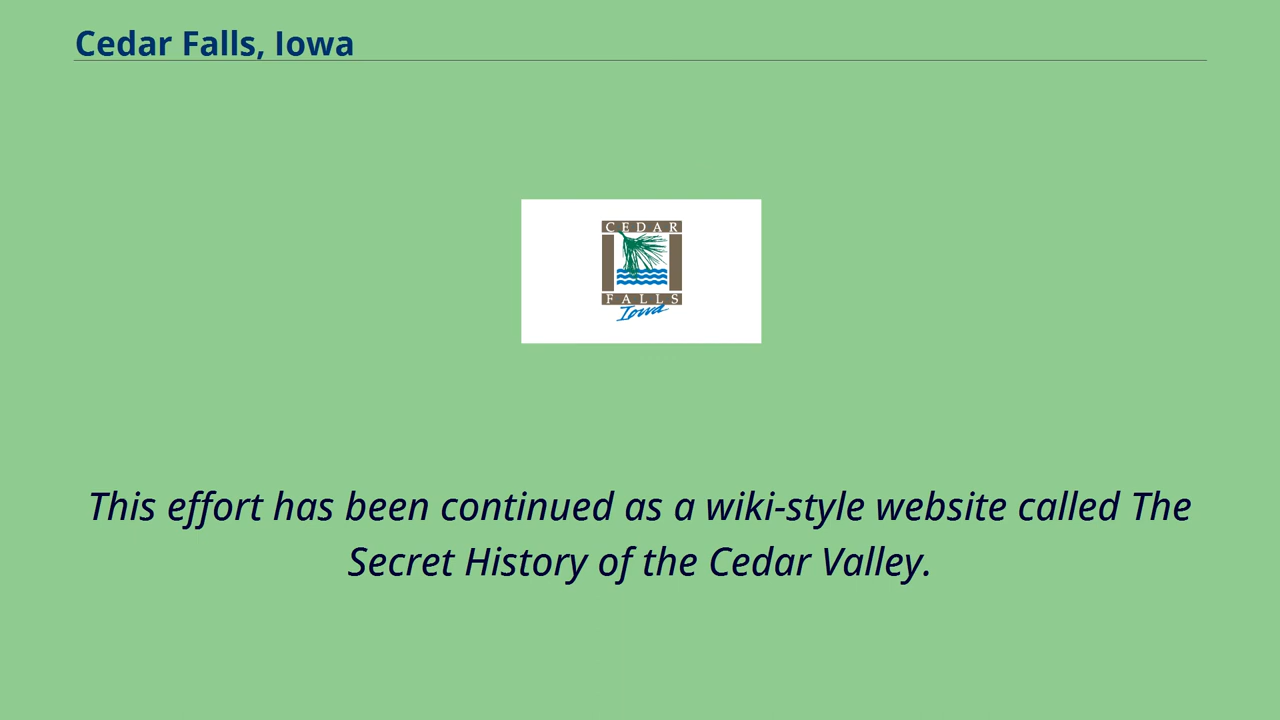 Cedar Falls, Iowa
CEDAR
FALLS
Iowa
This effort has been continued as a wiki-style website called The
Secret History of the Cedar Valley.